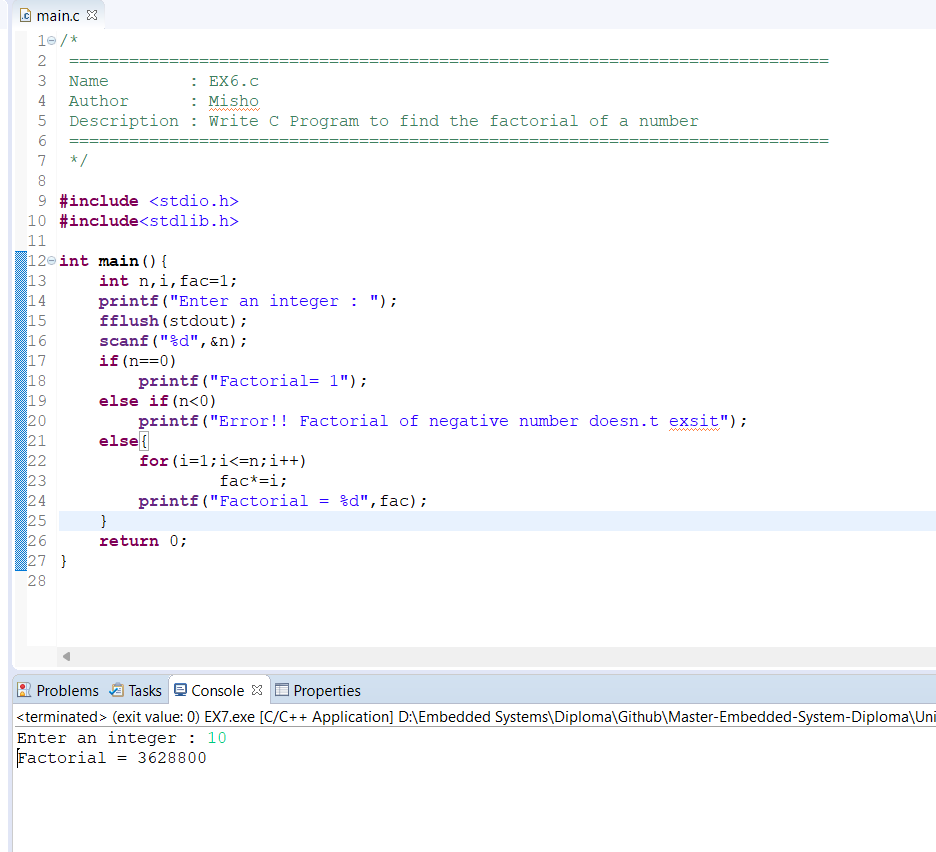 main.c
1 /*
2 ============================================================================
3 Name        : EX6.c
4 Author      : Misho
5 Description : Write C Program to find the factorial of a number
6 ============================================================================
7 */
8
9 #include <stdio.h>
10 #include<stdlib.h>
11
12 int main(){
13     int n,i,fac=1;
14     printf("Enter an integer : ");
15     fflush(stdout);
16     scanf("%d",&n);
17     if(n==0)
18         printf("Factorial= 1");
19     else if(n<0)
20         printf("Error!! Factorial of negative number doesn.t exsit");
21     else{
22         for(i=1;i<=n;i++)
23                 fac*=i;
24         printf("Factorial = %d",fac);
25     }
26     return 0;
27 }
28
Problems Tasks Console Properties
<terminated> (exit value: 0) EX7.exe [C/C++ Application] D:\Embedded Systems\Diploma\Github\Master-Embedded-System-Diploma\Uni
Enter an integer : 10
Factorial = 3628800